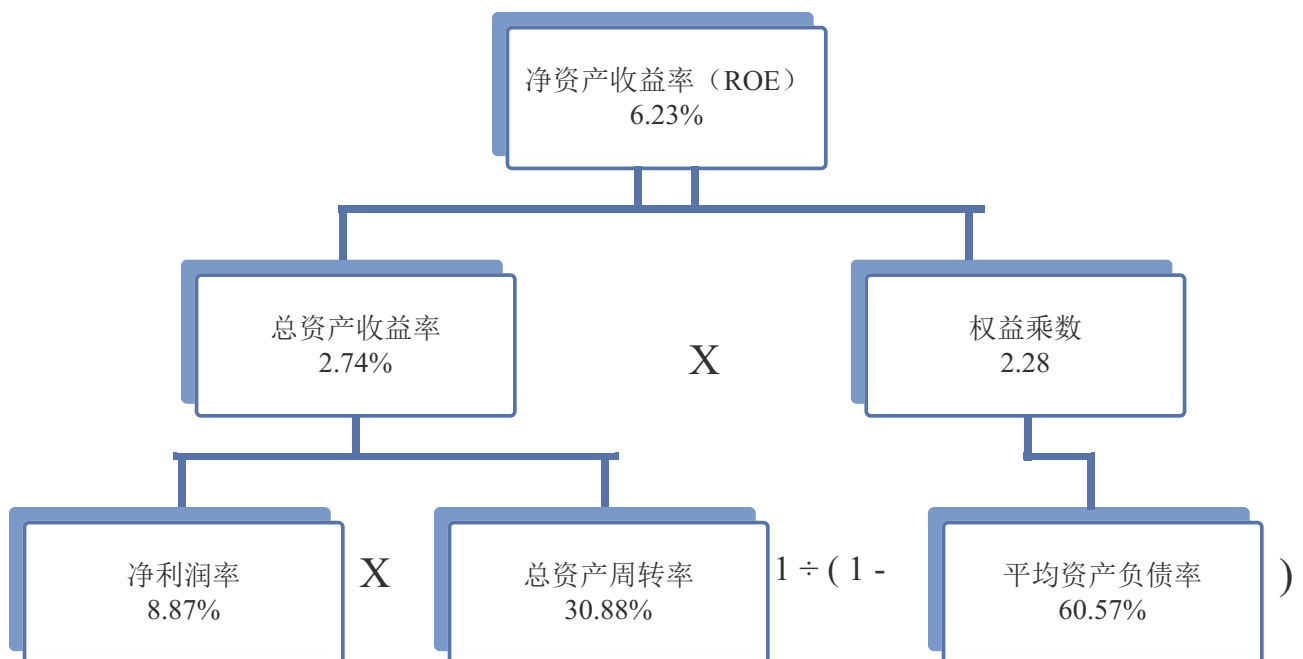 净资产收益率（ROE）
6.23%
总资产收益率
2.74%
X
权益乘数
2.28
净利润率
8.87%
X
总资产周转率
30.88%
1 ÷ ( 1 -
平均资产负债率
60.57%
)